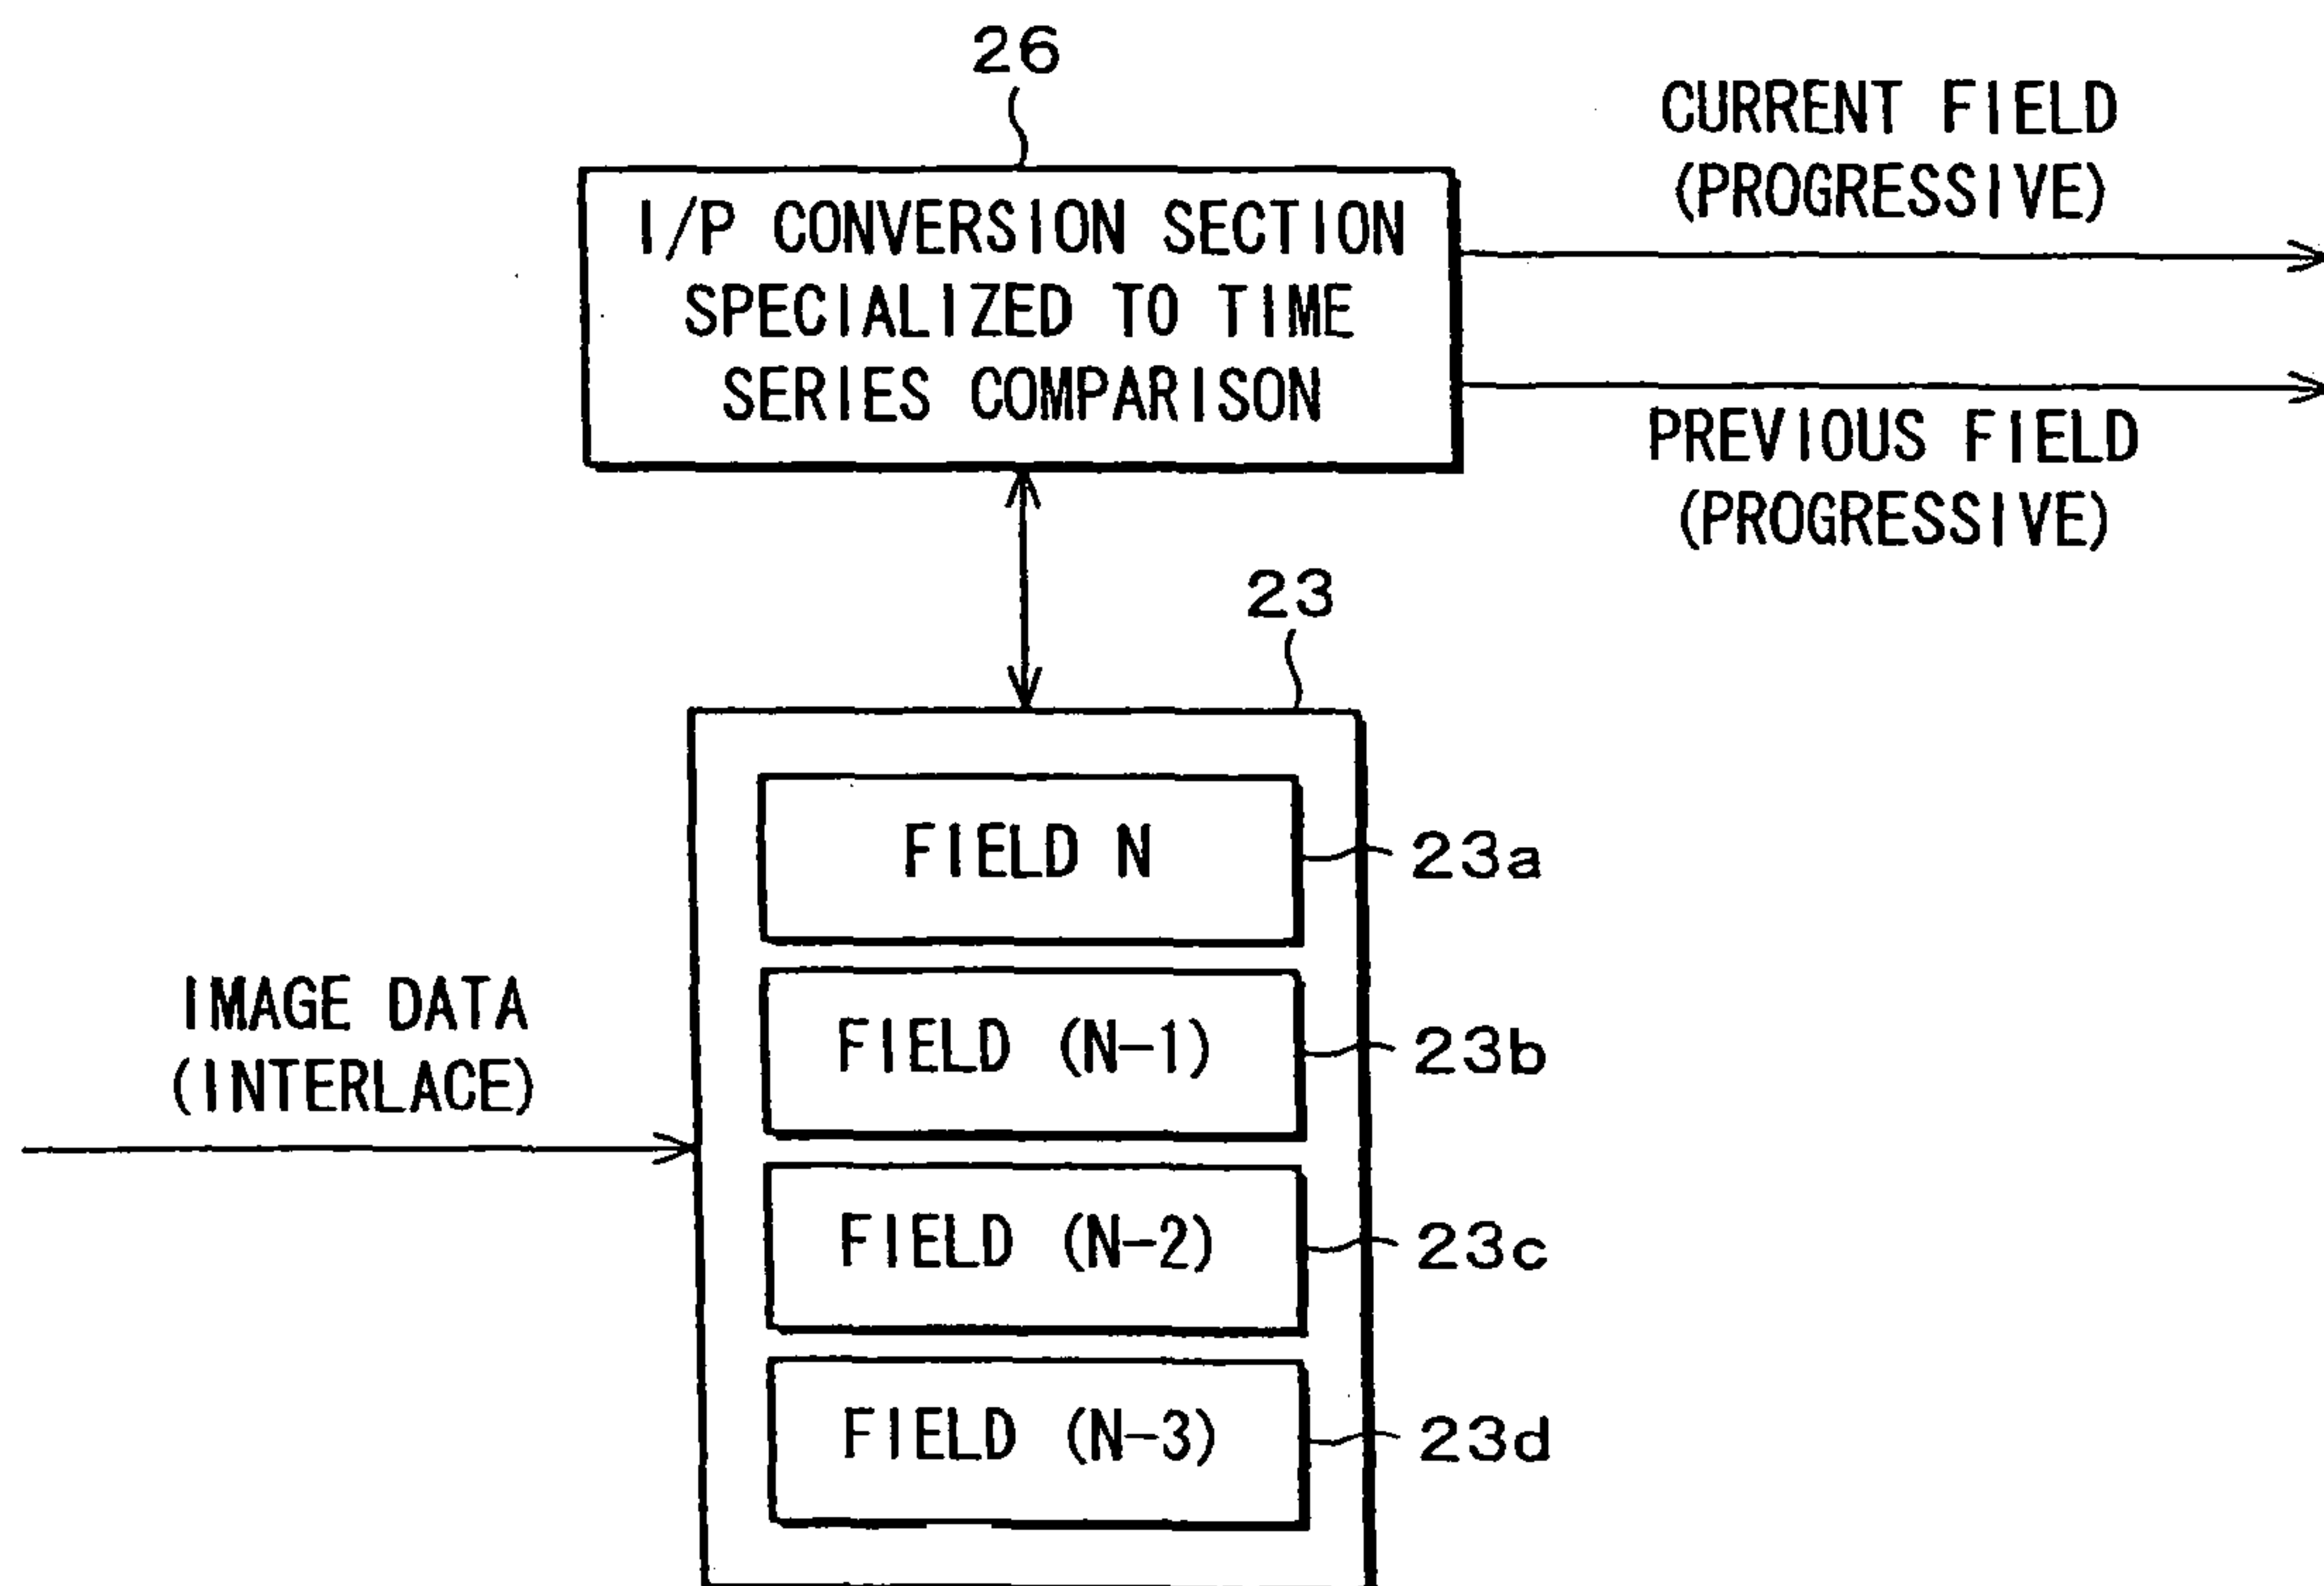 26
CURRENT FIELD
(PROGRESSIVE)
I/P CONVERSION SECTION
SPECIALIZED TO TIME
SERIES COMPARISON
PREVIOUS FIELD
(PROGRESSIVE)
23
FIELD N
23a
IMAGE DATA
(INTERLACE)
FIELD (N-1)
23b
FIELD (N-2)
23c
FIELD (N-3)
23d